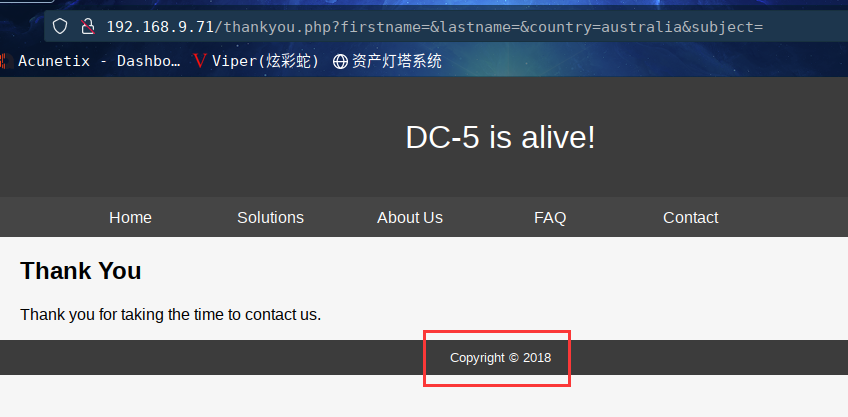 192.168.9.71/thankyou.php?firstname=&lastname=&country=australia&subject=
Acunetix - Dashbo… Viper(炫彩蛇) 资产灯塔系统
DC-5 is alive!
Home Solutions About Us FAQ Contact
Thank You
Thank you for taking the time to contact us.
Copyright © 2018